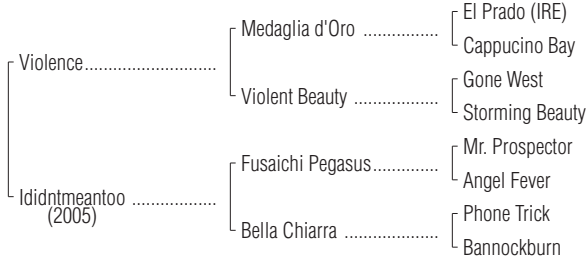 El Prado (IRE)
Medaglia d'Oro ................
Cappucino Bay
Violence............................
Gone West
Violent Beauty ..................
Storming Beauty
Mr. Prospector
Fusaichi Pegasus..............
Angel Fever
Ididntmeantoo ..................
(2005)
Phone Trick
Bella Chiarra ....................
Bannockburn